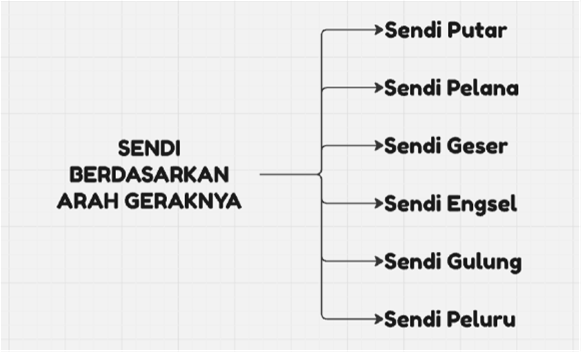 SENDI
BERDASARKAN
ARAH GERAKNYA
Sendi Putar
Sendi Pelana
Sendi Geser
Sendi Engsel
Sendi Gulung
Sendi Peluru